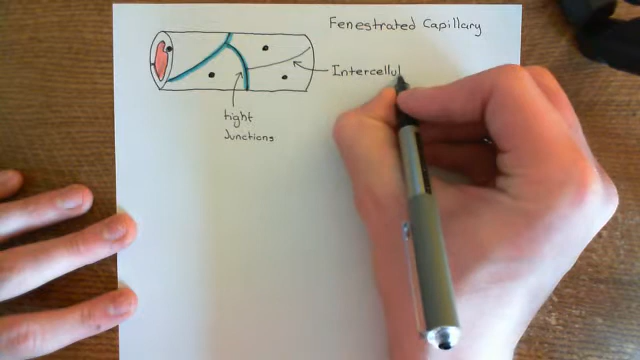 Fenestrated Capillary
Intercellul
tight
Junctions